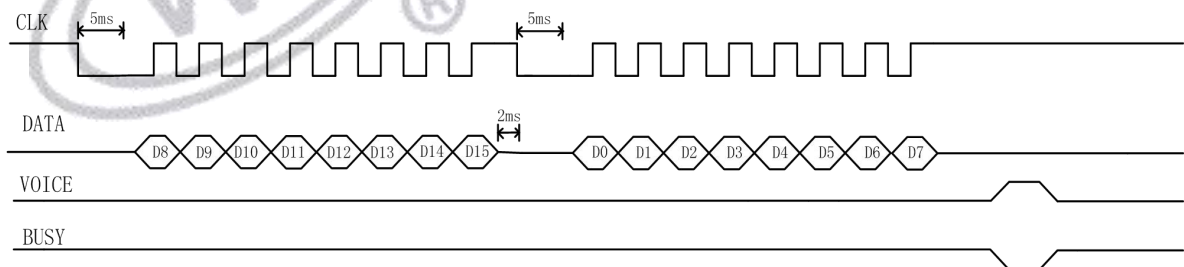 CLK 5ms 5ms
DATA 2ms
D8 D9 D10 D11 D12 D13 D14 D15 D0 D1 D2 D3 D4 D5 D6 D7
VOICE
BUSY